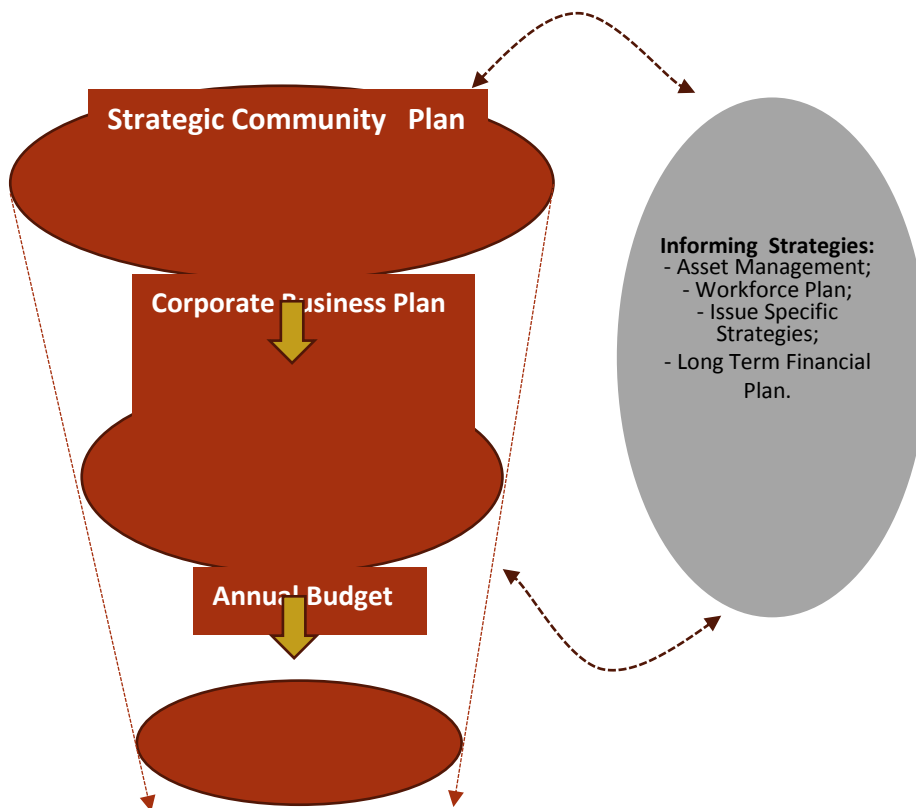 Strategic Community Plan
Corporate Business Plan
Annual Budget
Informing Strategies:
- Asset Management;
- Workforce Plan;
- Issue Specific
Strategies;
- Long Term Financial
Plan.